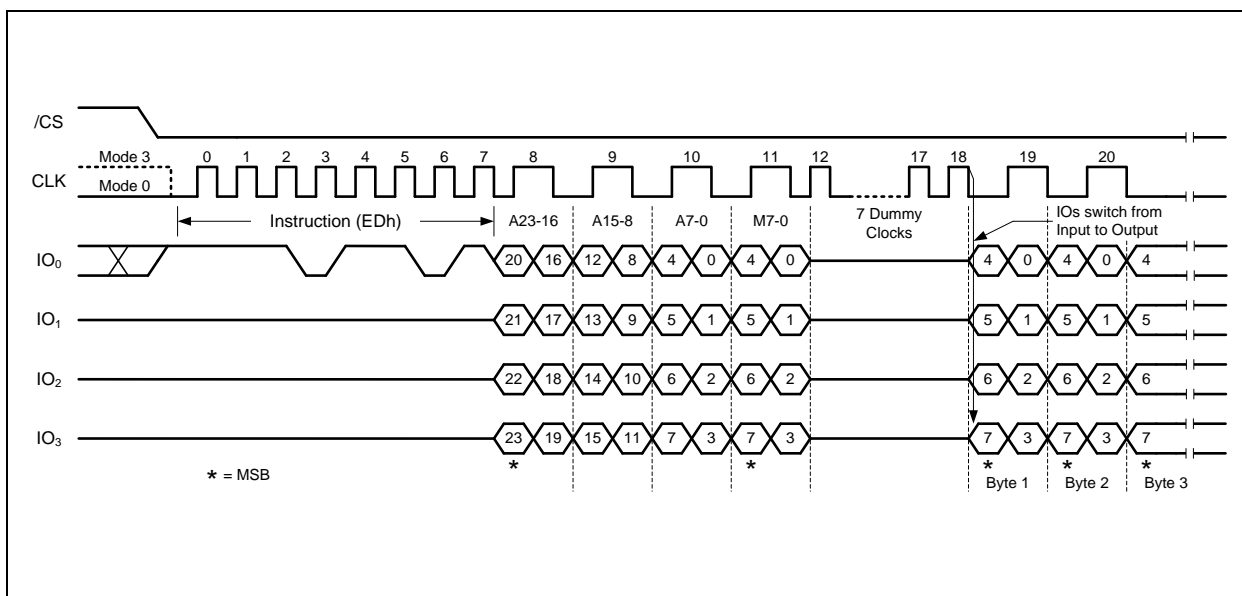 /CS
Mode 3 0 1 2 3 4 5 6 7 8 9 10 11 12 17 18 19 20
CLK Mode 0
Instruction (EDh) A23-16 A15-8 A7-0 M7-0 7 Dummy IOs switch from
Clocks Input to Output
IO₀ 20 16 12 8 4 0 4 0 4 0 4 0 4
IO₁ 21 17 13 9 5 1 5 1 5 1 5 1 5
IO₂ 22 18 14 10 6 2 6 2 6 2 6 2 6
IO₃ 23 19 15 11 7 3 7 3 7 3 7 3 7
* * * * *
* = MSB Byte 1 Byte 2 Byte 3